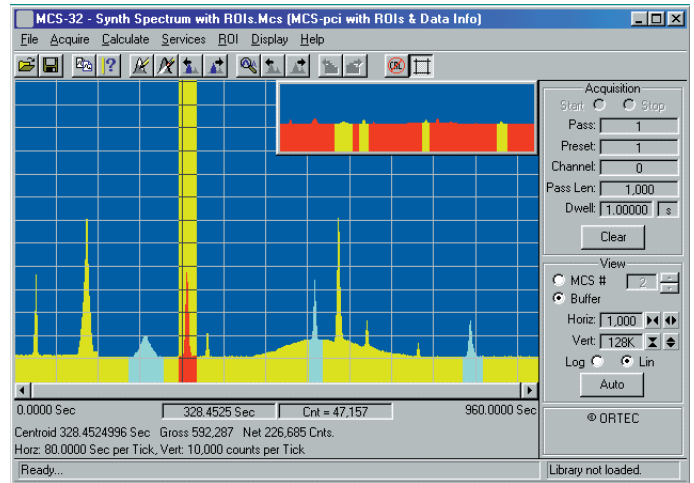 MCS-32 - Synth Spectrum with ROIs.Mcs (MCS-pci with ROIs & Data Info)
File Acquire Calculate Services ROI Display Help
Acquisition
Start Stop
Pass: 1
Preset: 1
Channel: 0
Pass Len: 1,000
Dwell: 1.00000 s
Clear
View
MCS # 2
Buffer
Horiz: 1,000
Vert: 128K
Log Lin
Auto
© ORTEC
0.0000 Sec 328.4525 Sec Cnt = 47,157 960.0000 Sec
Centroid 328.4524996 Sec Gross 592,287 Net 226,685 Cnts.
Horz: 80.0000 Sec per Tick, Vert: 10,000 counts per Tick
Ready... Library not loaded.